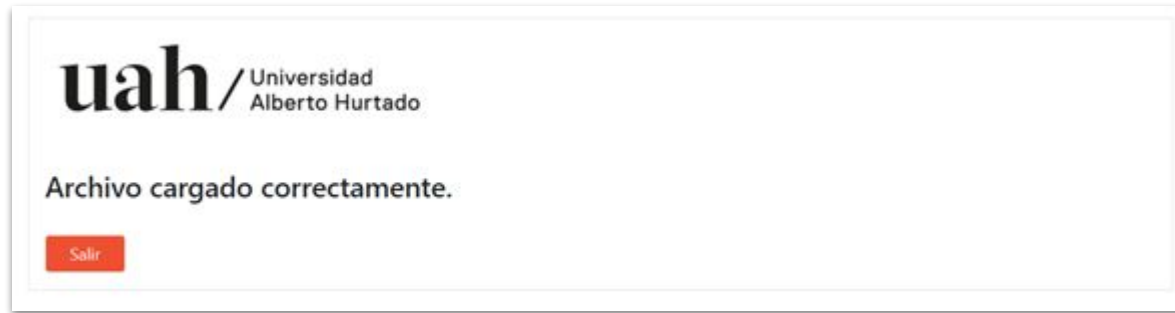 uah / Universidad
Alberto Hurtado
Archivo cargado correctamente.
Salir